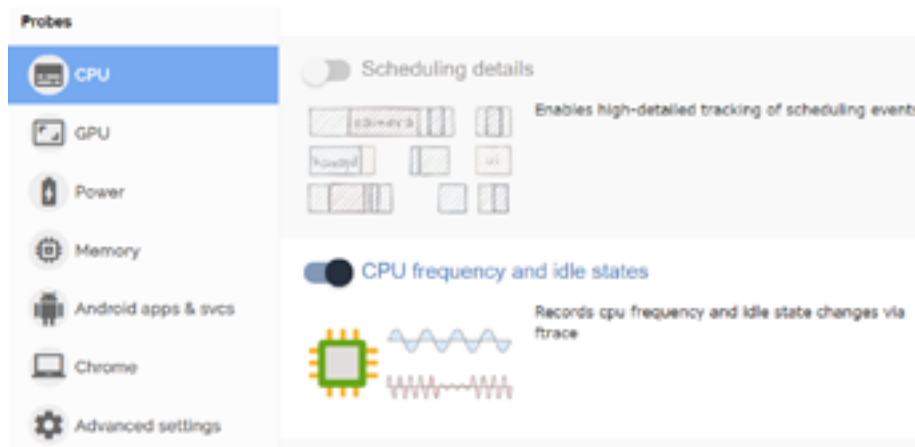 Probes
CPU
GPU
Power
Memory
Android apps & svcs
Chrome
Advanced settings
Scheduling details
Enables high-detailed tracking of scheduling events
CPU frequency and idle states
Records cpu frequency and idle state changes via
ftrace